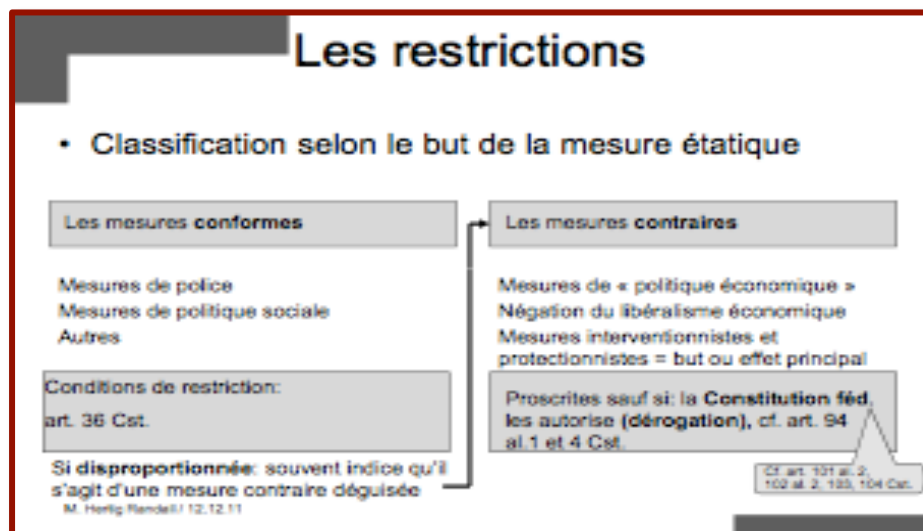 Les restrictions
• Classification selon le but de la mesure étatique
Les mesures conformes
Mesures de police
Mesures de politique sociale
Autres
Conditions de restriction:
art. 36 Cst.
Si disproportionnée: souvent indice qu'il
s'agit d'une mesure contraire déguisée
M. Hertig Randall / 12.12.11
Les mesures contraires
Mesures de « politique économique »
Négation du libéralisme économique
Mesures interventionnistes et
protectionnistes = but ou effet principal
Proscrites sauf si: la Constitution féd.
les autorise (dérogation), cf. art. 94
al.1 et 4 Cst.
Cf. art. 101 al. 2,
102 al. 2, 103, 104 Cst.